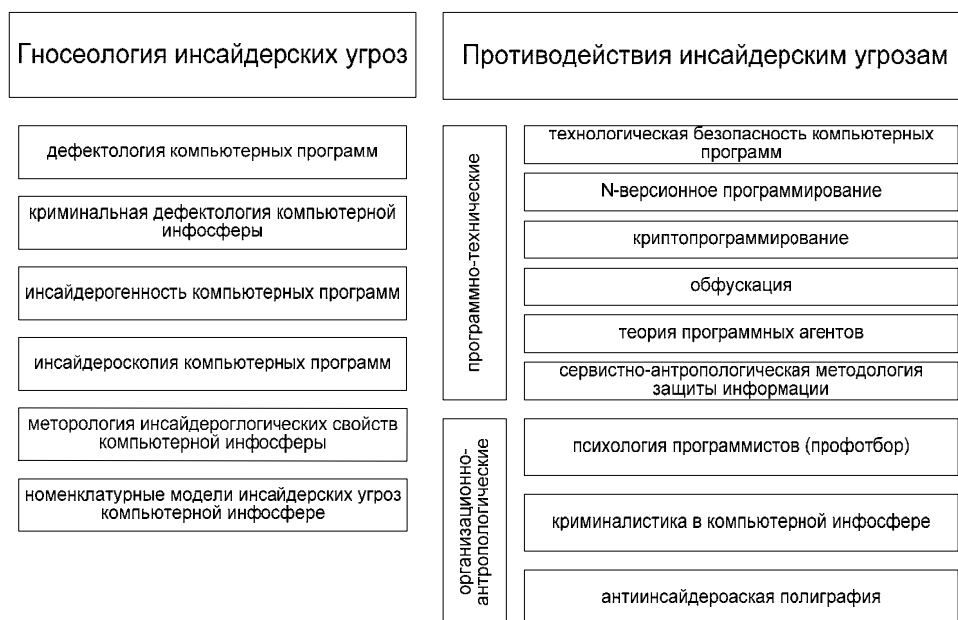 Гносеология инсайдерских угроз
дефектология компьютерных программ
криминальная дефектология компьютерной
инфосферы
инсайдерогенность компьютерных программ
инсайдероскопия компьютерных программ
меторология инсайдероглогических свойств
компьютерной инфосферы
номенклатурные модели инсайдерских угроз
компьютерной инфосфере
Противодействия инсайдерским угрозам
программно-технические
технологическая безопасность компьютерных
программ
N-версионное программирование
криптопрограммирование
обфускация
теория программных агентов
сервистно-антропологическая методология
защиты информации
организационно-
антропологические
психология программистов (профотбор)
криминалистика в компьютерной инфосфере
антиинсайдероаская полиграфия